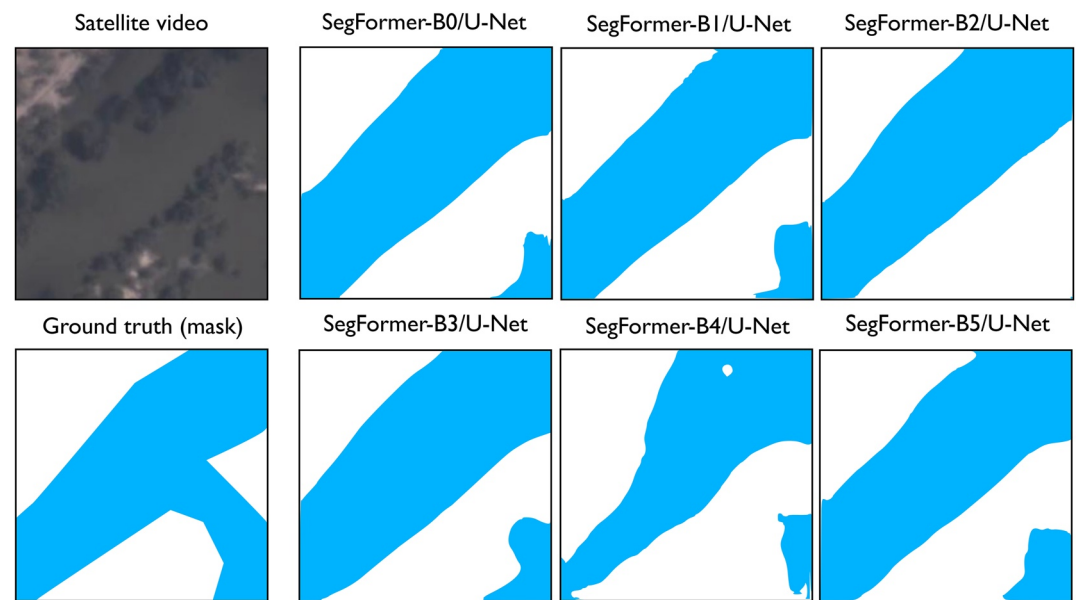 Satellite video
SegFormer-B0/U-Net
SegFormer-B1/U-Net
SegFormer-B2/U-Net
Ground truth (mask)
SegFormer-B3/U-Net
SegFormer-B4/U-Net
SegFormer-B5/U-Net